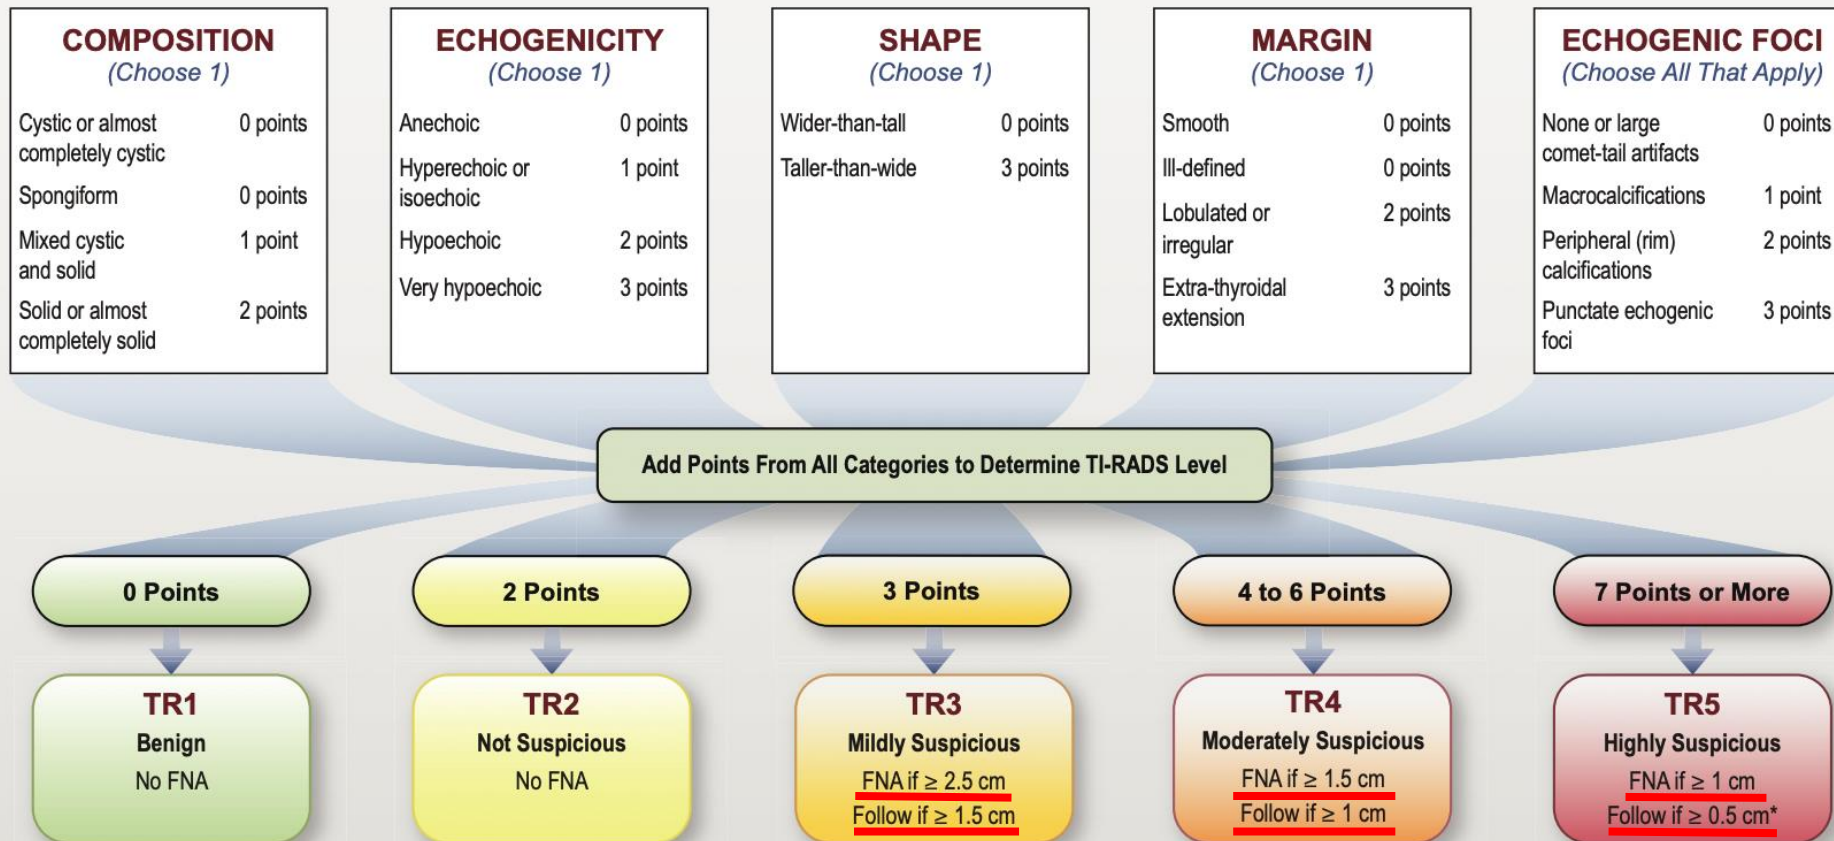 COMPOSITION
(Choose 1)
Cystic or almost 0 points
completely cystic
Spongiform 0 points
Mixed cystic 1 point
and solid
Solid or almost 2 points
completely solid
ECHOGENICITY
(Choose 1)
Anechoic 0 points
Hyperechoic or 1 point
isoechoic
Hypoechoic 2 points
Very hypoechoic 3 points
SHAPE
(Choose 1)
Wider-than-tall 0 points
Taller-than-wide 3 points
MARGIN
(Choose 1)
Smooth 0 points
Ill-defined 0 points
Lobulated or 2 points
irregular
Extra-thyroidal 3 points
extension
ECHOGENIC FOCI
(Choose All That Apply)
None or large 0 points
comet-tail artifacts
Macrocalcifications 1 point
Peripheral (rim) 2 points
calcifications
Punctate echogenic 3 points
foci
Add Points From All Categories to Determine TI-RADS Level
0 Points
2 Points
3 Points
4 to 6 Points
7 Points or More
TR1
Benign
No FNA
TR2
Not Suspicious
No FNA
TR3
Mildly Suspicious
FNA if ≥ 2.5 cm
Follow if ≥ 1.5 cm
TR4
Moderately Suspicious
FNA if ≥ 1.5 cm
Follow if ≥ 1 cm
TR5
Highly Suspicious
FNA if ≥ 1 cm
Follow if ≥ 0.5 cm*